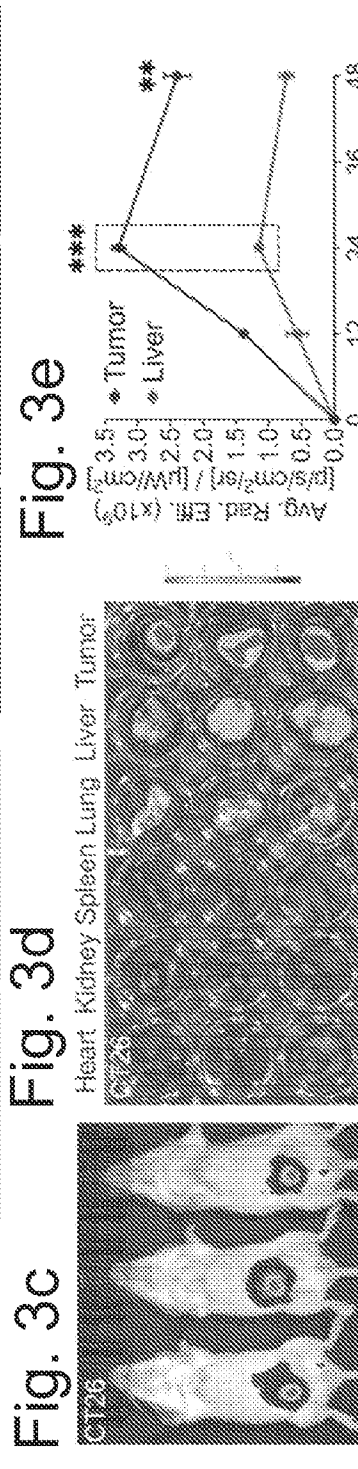 Fig. 3c
CT26
Fig. 3d
Heart Kidney Spleen Lung Liver Tumor
CT26
Fig. 3e
Avg. Rad. Eff. (x10⁹)
[p/s/cm²/sr] / [µW/cm²]
3.5
3.0
2.5
2.0
1.5
1.0
0.5
0.0
Tumor
Liver
***
**
0 12 24 36 48